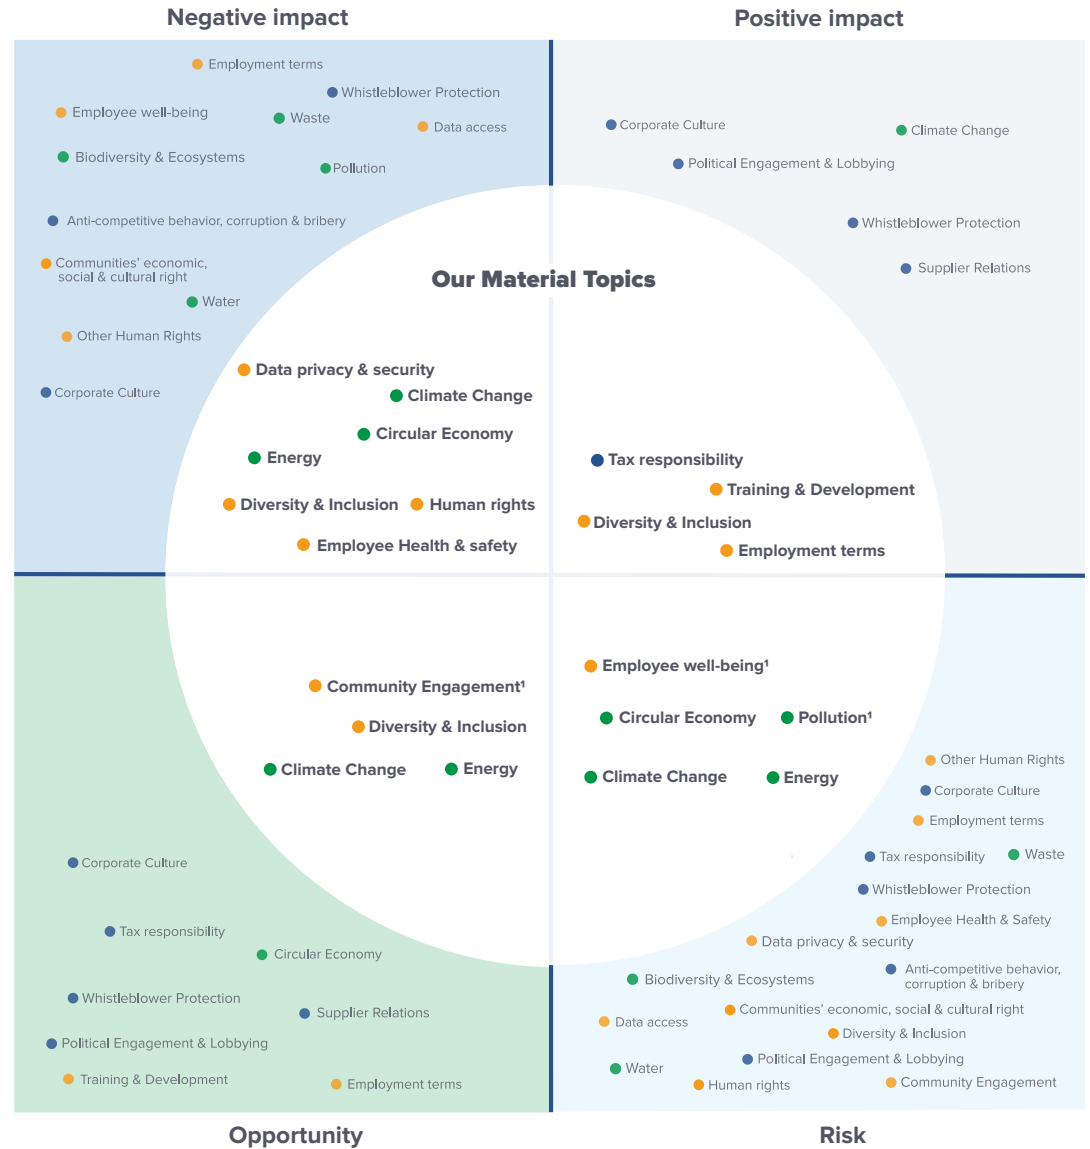 Negative impact
Positive impact
Employment terms
Whistleblower Protection
Employee well-being
Waste
Data access
Biodiversity & Ecosystems
Pollution
Anti-competitive behavior, corruption & bribery
Communities' economic,
social & cultural right
Water
Other Human Rights
Corporate Culture
Corporate Culture
Climate Change
Political Engagement & Lobbying
Whistleblower Protection
Supplier Relations
Our Material Topics
Data privacy & security
Climate Change
Circular Economy
Energy
Diversity & Inclusion
Human rights
Employee Health & safety
Tax responsibility
Training & Development
Diversity & Inclusion
Employment terms
Community Engagement¹
Diversity & Inclusion
Climate Change
Energy
Employee well-being¹
Circular Economy
Pollution¹
Climate Change
Energy
Corporate Culture
Tax responsibility
Circular Economy
Whistleblower Protection
Supplier Relations
Political Engagement & Lobbying
Training & Development
Employment terms
Other Human Rights
Corporate Culture
Employment terms
Tax responsibility
Waste
Whistleblower Protection
Employee Health & Safety
Data privacy & security
Biodiversity & Ecosystems
Anti-competitive behavior,
corruption & bribery
Communities' economic, social & cultural right
Data access
Diversity & Inclusion
Political Engagement & Lobbying
Water
Human rights
Community Engagement
Opportunity
Risk